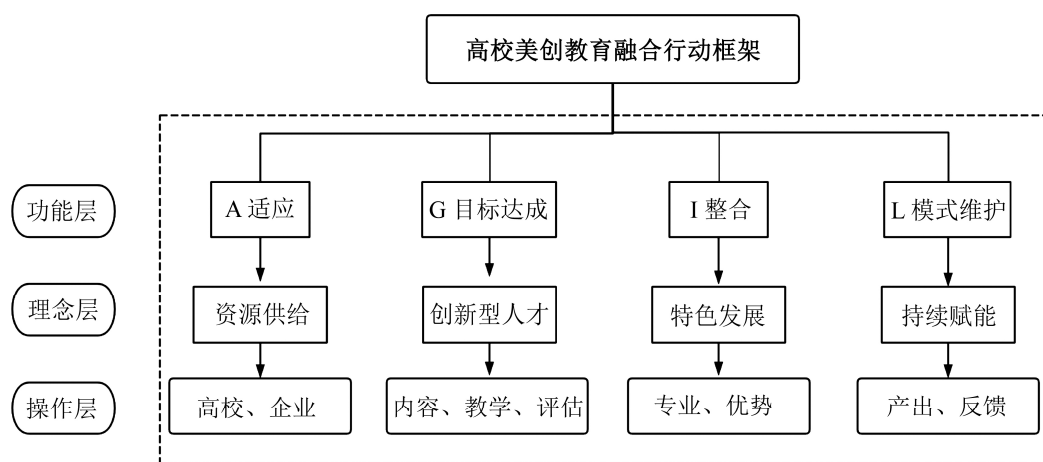 高校美创教育融合行动框架
功能层
A 适应
G 目标达成
I 整合
L 模式维护
理念层
资源供给
创新型人才
特色发展
持续赋能
操作层
高校、企业
内容、教学、评估
专业、优势
产出、反馈